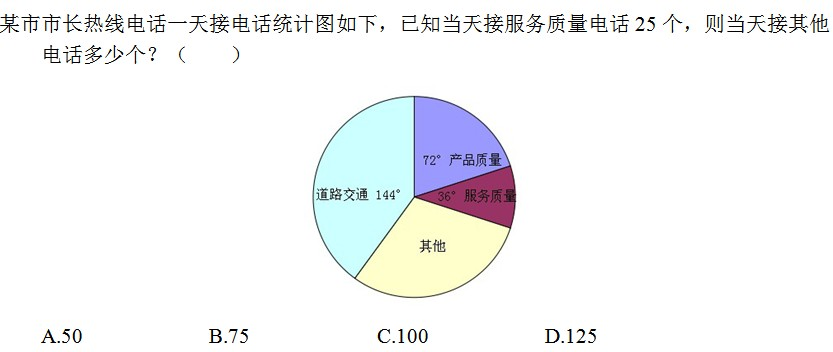 某市市长热线电话一天接电话统计图如下，已知当天接服务质量电话 25 个，则当天接其他
电话多少个？（　　）
72° 产品质量
道路交通 144°
36° 服务质量
其他
A.50 B.75 C.100 D.125